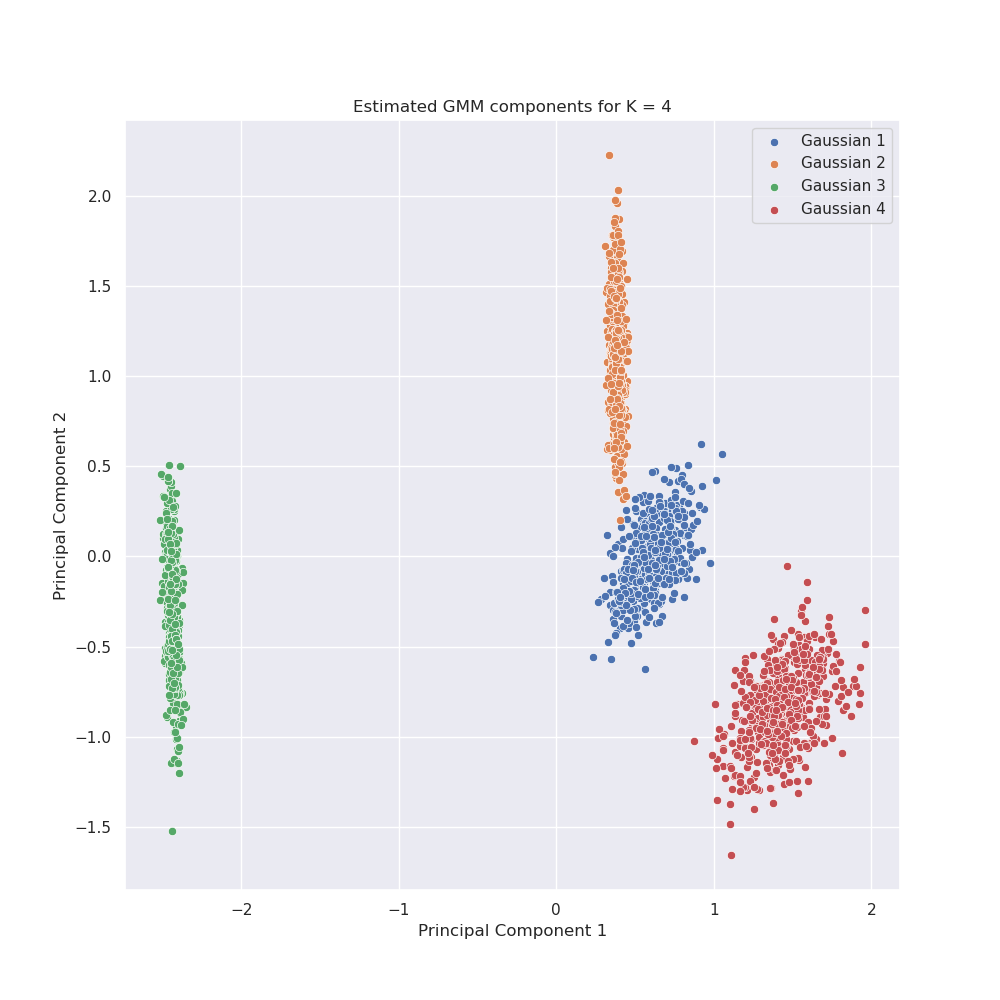 Estimated GMM components for K = 4
Gaussian 1
Gaussian 2
Gaussian 3
Gaussian 4
2.0
1.5
1.0
0.5
0.0
−0.5
−1.0
−1.5
Principal Component 2
−2
−1
0
1
2
Principal Component 1